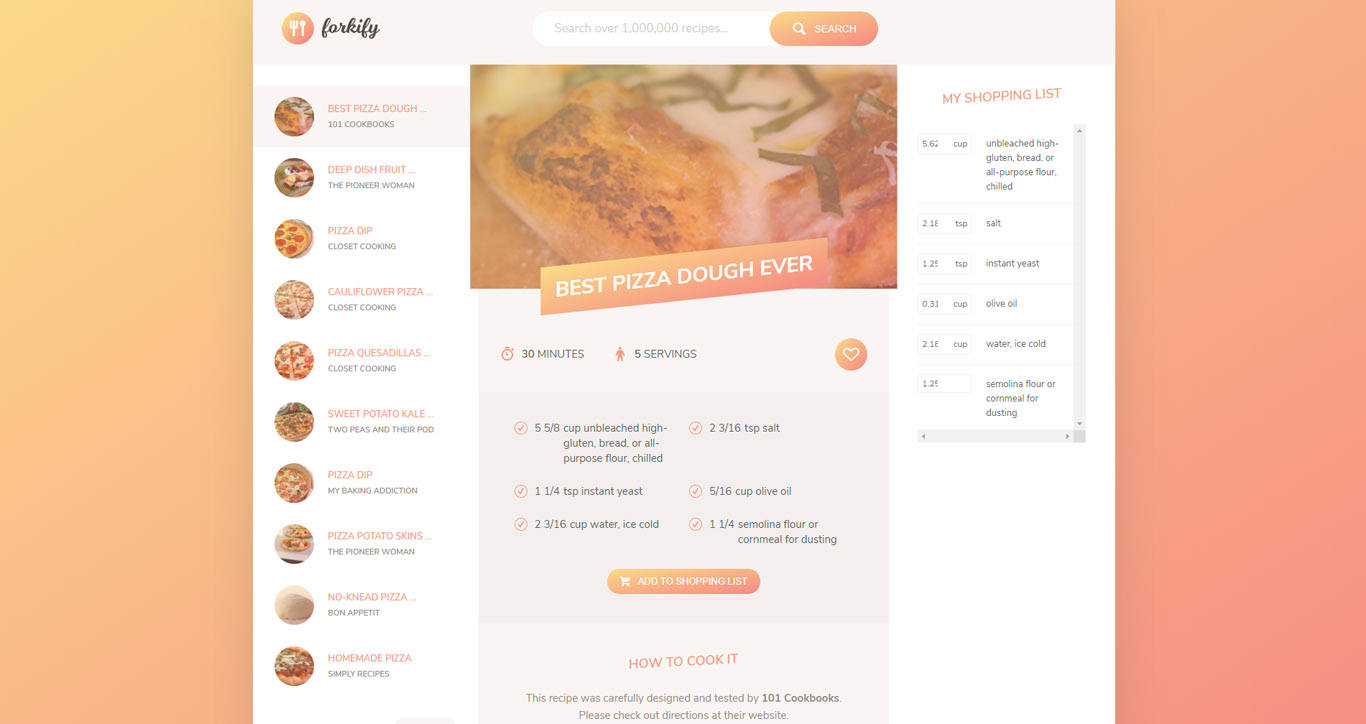 forkify
Search over 1,000,000 recipes...
SEARCH
BEST PIZZA DOUGH ...
101 COOKBOOKS
DEEP DISH FRUIT ...
THE PIONEER WOMAN
PIZZA DIP
CLOSET COOKING
CAULIFLOWER PIZZA ...
CLOSET COOKING
PIZZA QUESADILLAS ...
CLOSET COOKING
SWEET POTATO KALE ...
TWO PEAS AND THEIR POD
PIZZA DIP
MY BAKING ADDICTION
PIZZA POTATO SKINS ...
THE PIONEER WOMAN
NO-KNEAD PIZZA ...
BON APPETIT
HOMEMADE PIZZA
SIMPLY RECIPES
BEST PIZZA DOUGH EVER
30 MINUTES
5 SERVINGS
5 5/8 cup unbleached high-
gluten, bread, or all-
purpose flour, chilled
2 3/16 tsp salt
1 1/4 tsp instant yeast
5/16 cup olive oil
2 3/16 cup water, ice cold
1 1/4 semolina flour or
cornmeal for dusting
ADD TO SHOPPING LIST
HOW TO COOK IT
This recipe was carefully designed and tested by 101 Cookbooks.
Please check out directions at their website.
MY SHOPPING LIST
5.62 cup unbleached high-
gluten, bread, or
all-purpose flour,
chilled
2.18 tsp salt
1.25 tsp instant yeast
0.31 cup olive oil
2.18 cup water, ice cold
1.25 semolina flour or
cornmeal for
dusting